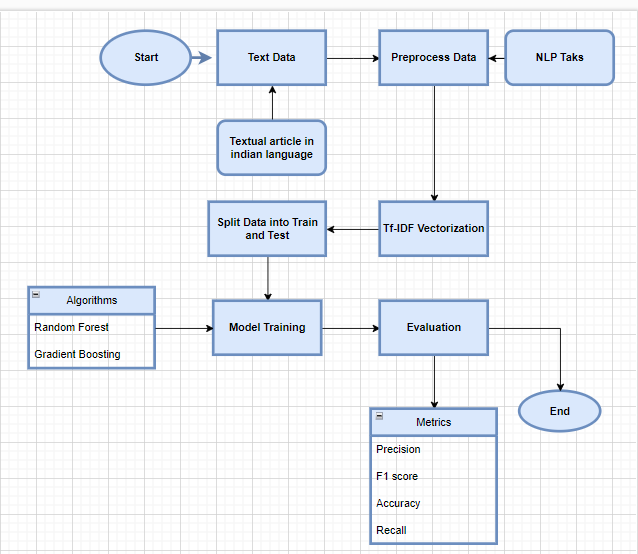 Start
Text Data
Preprocess Data
NLP Taks
Textual article in
indian language
Split Data into Train
and Test
Tf-IDF Vectorization
Algorithms
Random Forest
Gradient Boosting
Model Training
Evaluation
End
Metrics
Precision
F1 score
Accuracy
Recall